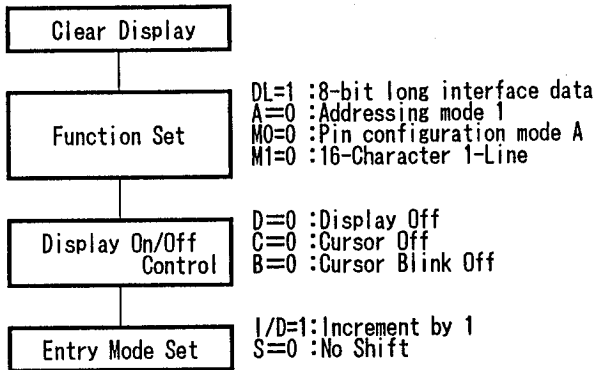 Clear Display
Function Set
DL=1 :8-bit long interface data
A=0 :Addressing mode 1
M0=0 :Pin configuration mode A
M1=0 :16-Character 1-Line
Display On/Off
Control
D=0 :Display Off
C=0 :Cursor Off
B=0 :Cursor Blink Off
Entry Mode Set
I/D=1:Increment by 1
S=0 :No Shift